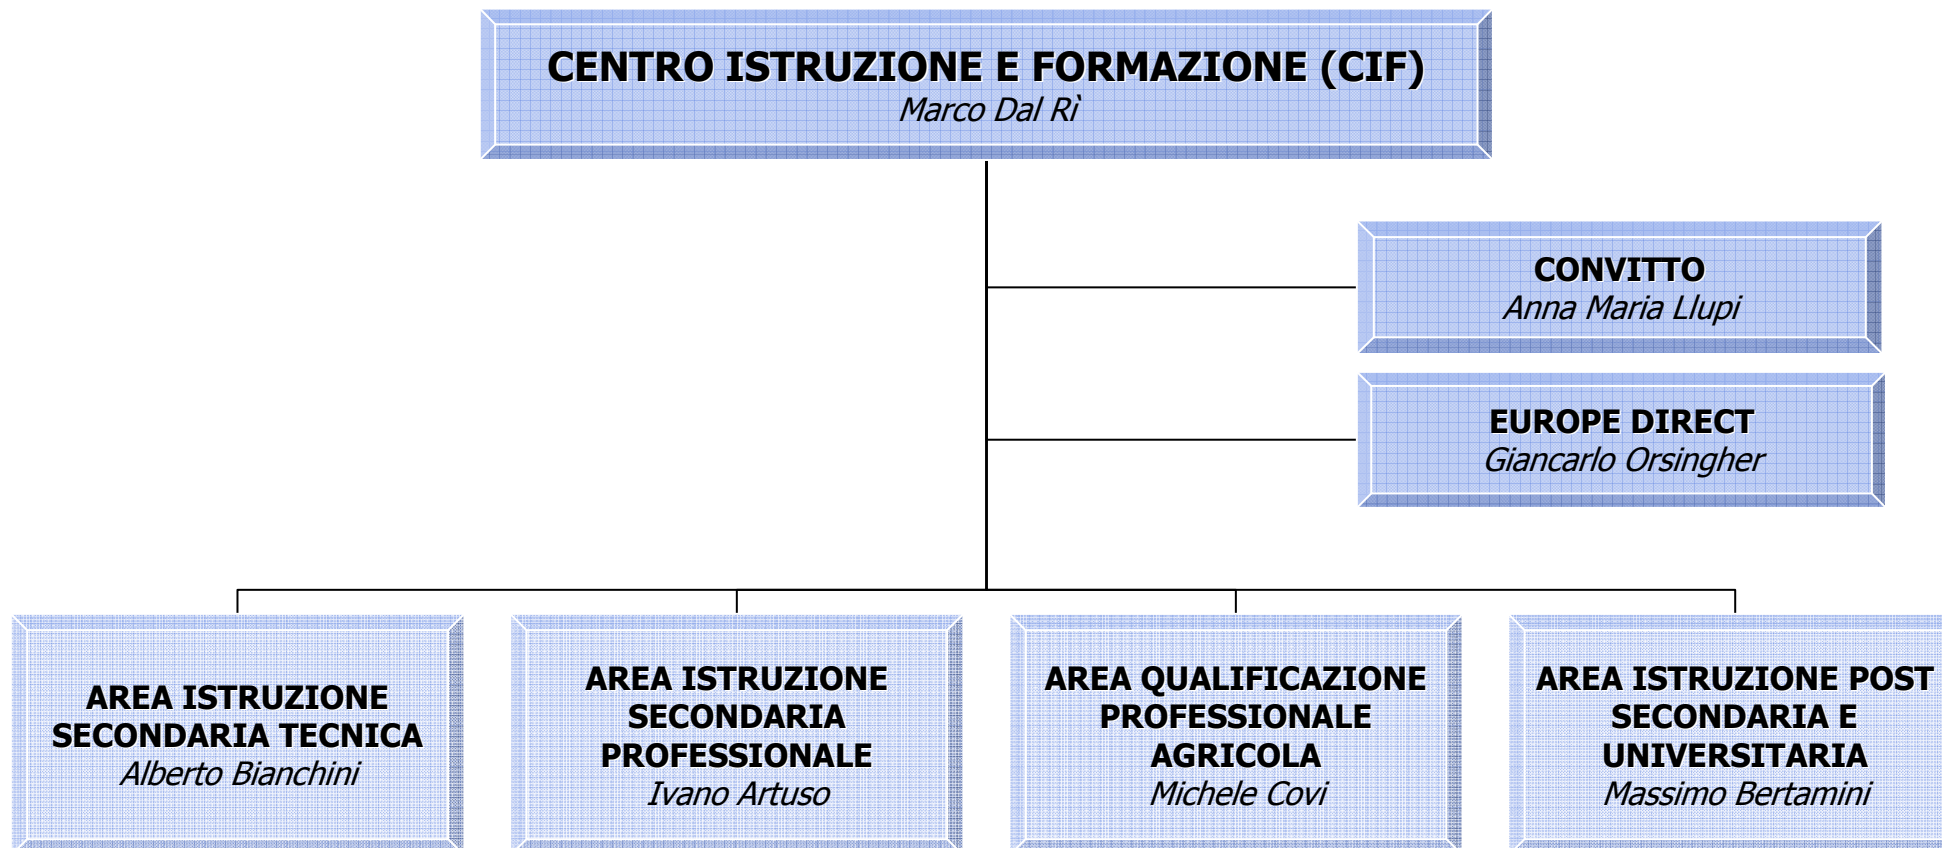 CENTRO ISTRUZIONE E FORMAZIONE (CIF)
Marco Dal Rì
CONVITTO
Anna Maria Llupi
EUROPE DIRECT
Giancarlo Orsingher
AREA ISTRUZIONE
SECONDARIA TECNICA
Alberto Bianchini
AREA ISTRUZIONE
SECONDARIA
PROFESSIONALE
Ivano Artuso
AREA QUALIFICAZIONE
PROFESSIONALE
AGRICOLA
Michele Covi
AREA ISTRUZIONE POST
SECONDARIA E
UNIVERSITARIA
Massimo Bertamini